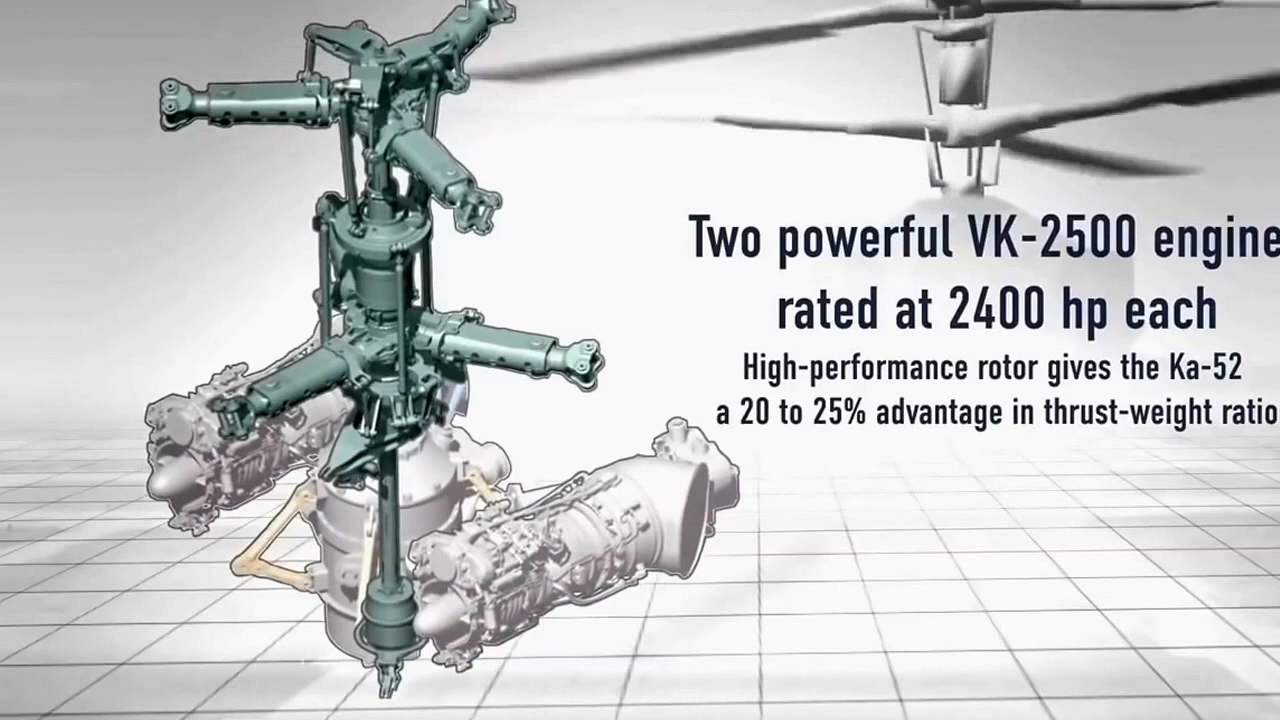 Two powerful VK-2500 engine
rated at 2400 hp each
High-performance rotor gives the Ka-52
a 20 to 25% advantage in thrust-weight ratio